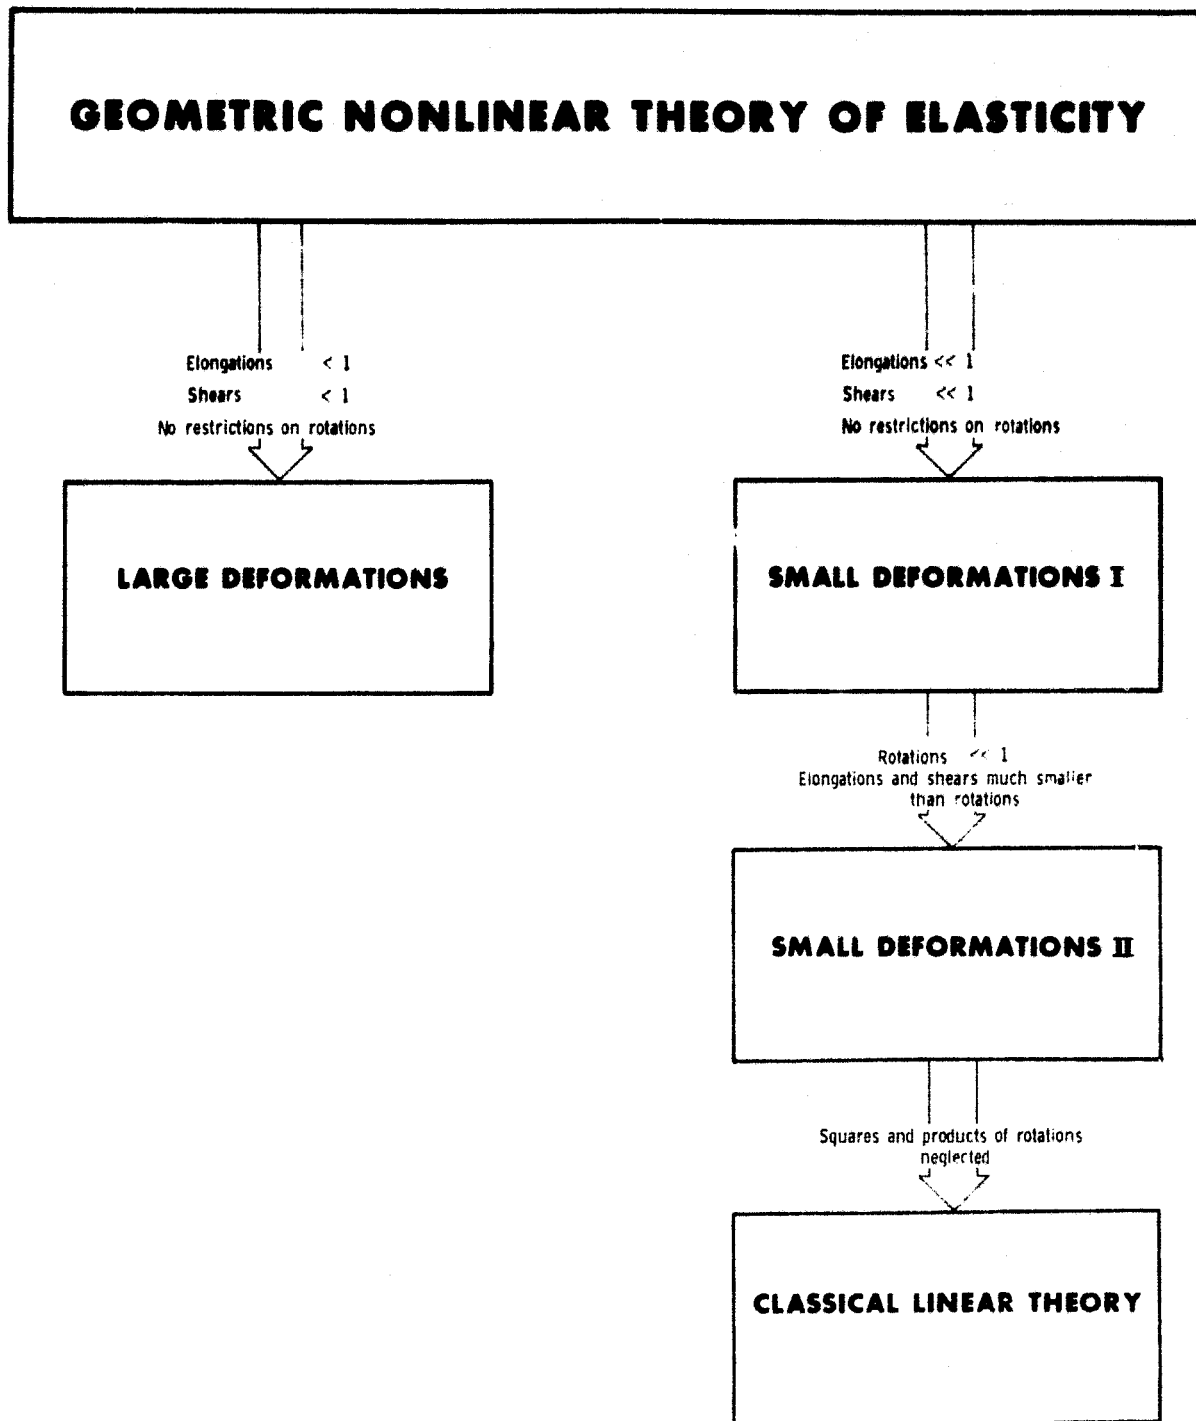 GEOMETRIC NONLINEAR THEORY OF ELASTICITY
Elongations < 1
Shears < 1
No restrictions on rotations
LARGE DEFORMATIONS
Elongations << 1
Shears << 1
No restrictions on rotations
SMALL DEFORMATIONS I
Rotations << 1
Elongations and shears much smaller
than rotations
SMALL DEFORMATIONS II
Squares and products of rotations
neglected
CLASSICAL LINEAR THEORY